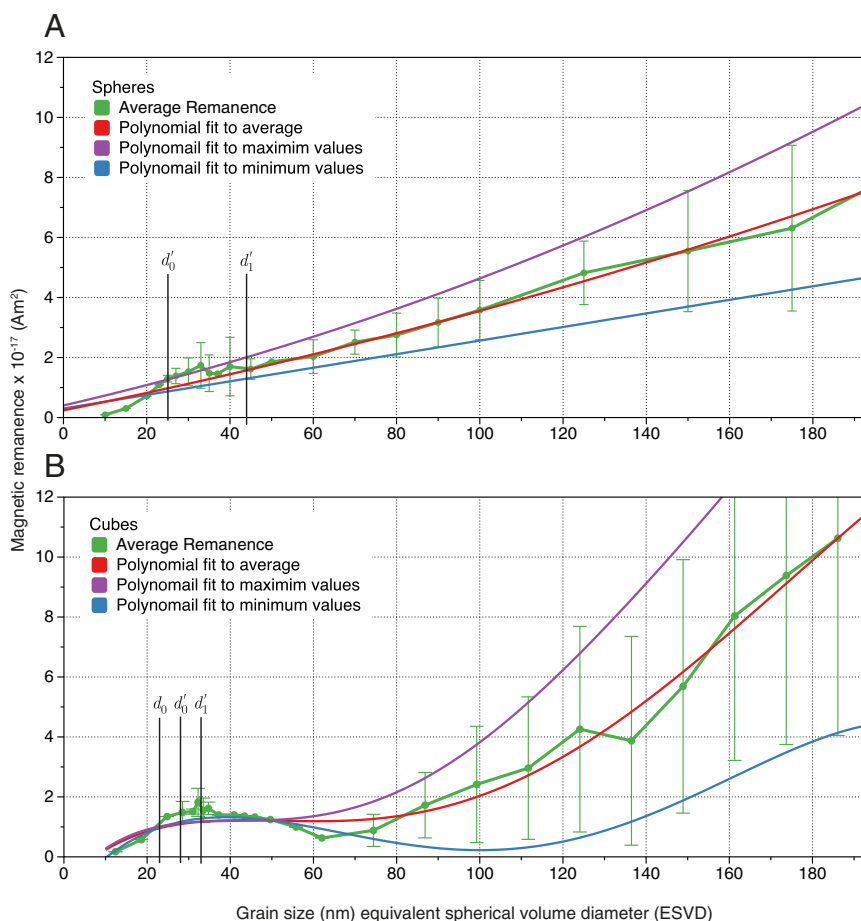 A
12
10
8
6
4
2
0
Spheres
Average Remanence
Polynomial fit to average
Polynomail fit to maximim values
Polynomail fit to minimum values
d′0
d′1
0 20 40 60 80 100 120 140 160 180
Magnetic remanence x 10⁻¹⁷ (Am²)
B
12
10
8
6
4
2
0
Cubes
Average Remanence
Polynomial fit to average
Polynomail fit to maximim values
Polynomail fit to minimum values
d0 d′0 d′1
0 20 40 60 80 100 120 140 160 180
Grain size (nm) equivalent spherical volume diameter (ESVD)